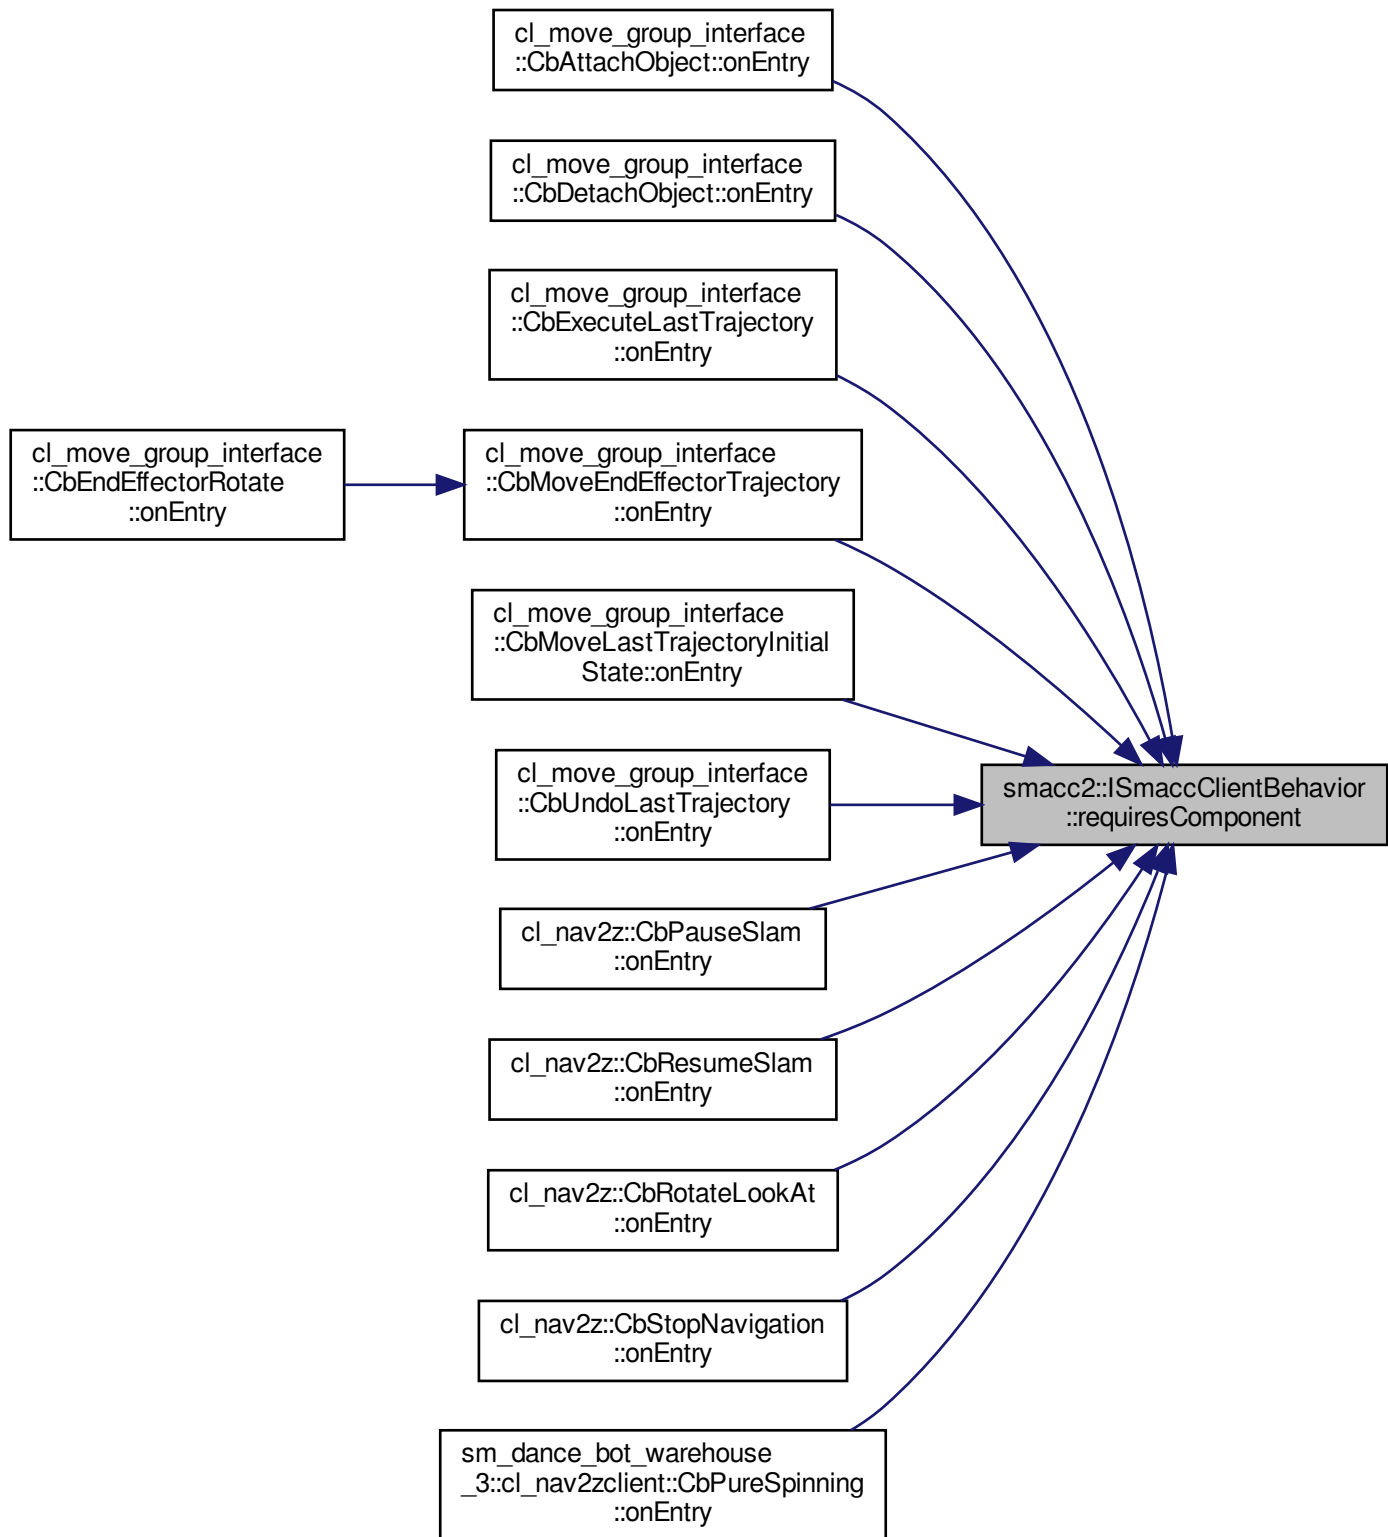 cl_move_group_interface
::CbAttachObject::onEntry
cl_move_group_interface
::CbDetachObject::onEntry
cl_move_group_interface
::CbExecuteLastTrajectory
::onEntry
cl_move_group_interface
::CbEndEffectorRotate
::onEntry
cl_move_group_interface
::CbMoveEndEffectorTrajectory
::onEntry
cl_move_group_interface
::CbMoveLastTrajectoryInitial
State::onEntry
cl_move_group_interface
::CbUndoLastTrajectory
::onEntry
smacc2::ISmaccClientBehavior
::requiresComponent
cl_nav2z::CbPauseSlam
::onEntry
cl_nav2z::CbResumeSlam
::onEntry
cl_nav2z::CbRotateLookAt
::onEntry
cl_nav2z::CbStopNavigation
::onEntry
sm_dance_bot_warehouse
_3::cl_nav2zclient::CbPureSpinning
::onEntry